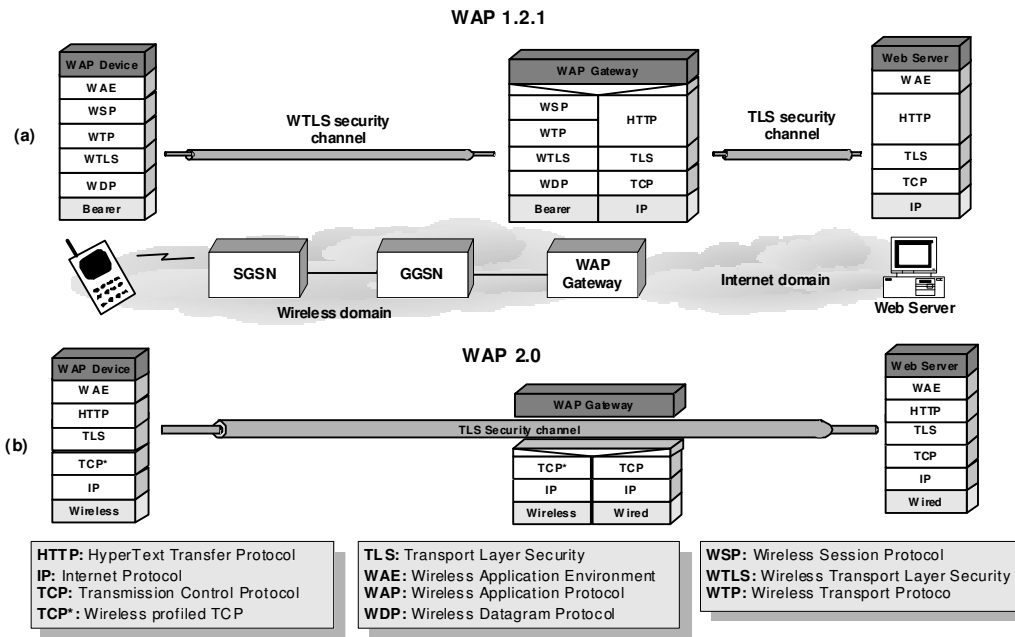 WAP 1.2.1
(a)
WAP Device
WAE
WSP
WTP
WTLS
WDP
Bearer
WTLS security
channel
WAP Gateway
WSP
WTP
WTLS
WDP
Bearer
HTTP
TLS
TCP
IP
TLS security
channel
Web Server
WAE
HTTP
TLS
TCP
IP
SGSN
GGSN
WAP
Gateway
Wireless domain
Internet domain
Web Server
WAP 2.0
(b)
WAP Device
WAE
HTTP
TLS
TCP*
IP
Wireless
WAP Gateway
TLS Security channel
TCP*
IP
Wireless
TCP
IP
Wired
Web Server
WAE
HTTP
TLS
TCP
IP
Wired
HTTP: HyperText Transfer Protocol
IP: Internet Protocol
TCP: Transmission Control Protocol
TCP*: Wireless profiled TCP
TLS: Transport Layer Security
WAE: Wireless Application Environment
WAP: Wireless Application Protocol
WDP: Wireless Datagram Protocol
WSP: Wireless Session Protocol
WTLS: Wireless Transport Layer Security
WTP: Wireless Transport Protoco